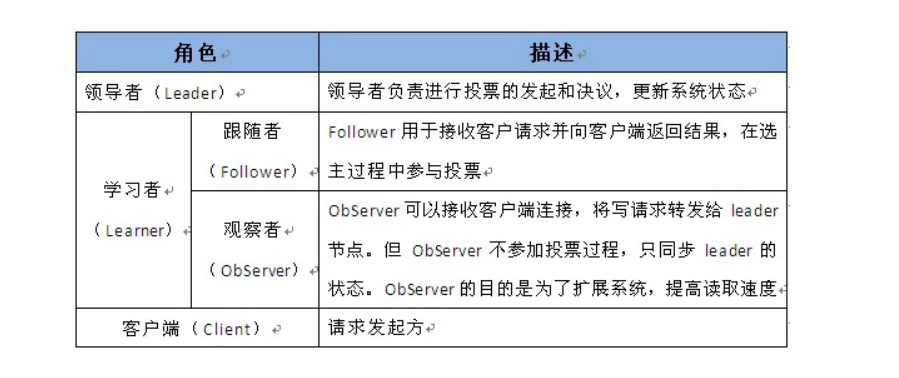 角色 描述
领导者（Leader） 领导者负责进行投票的发起和决议，更新系统状态
学习者
（Learner）
跟随者
（Follower）
Follower 用于接收客户请求并向客户端返回结果，在选
主过程中参与投票
观察者
（ObServer）
ObServer 可以接收客户端连接，将写请求转发给 leader
节点。但 ObServer 不参加投票过程，只同步 leader 的
状态。ObServer 的目的是为了扩展系统，提高读取速度
客户端（Client） 请求发起方